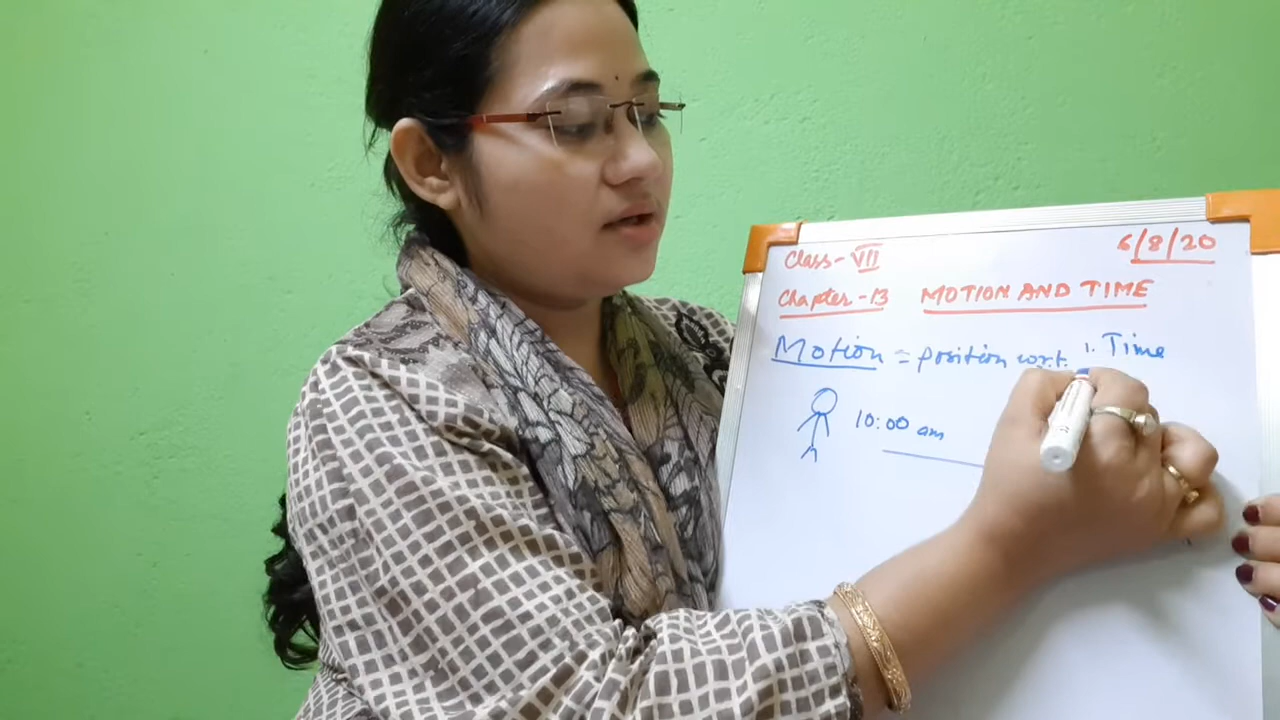 Class - VII 6/8/20
Chapter - 13 MOTION AND TIME
Motion = position w.r.t. Time
10:00 am